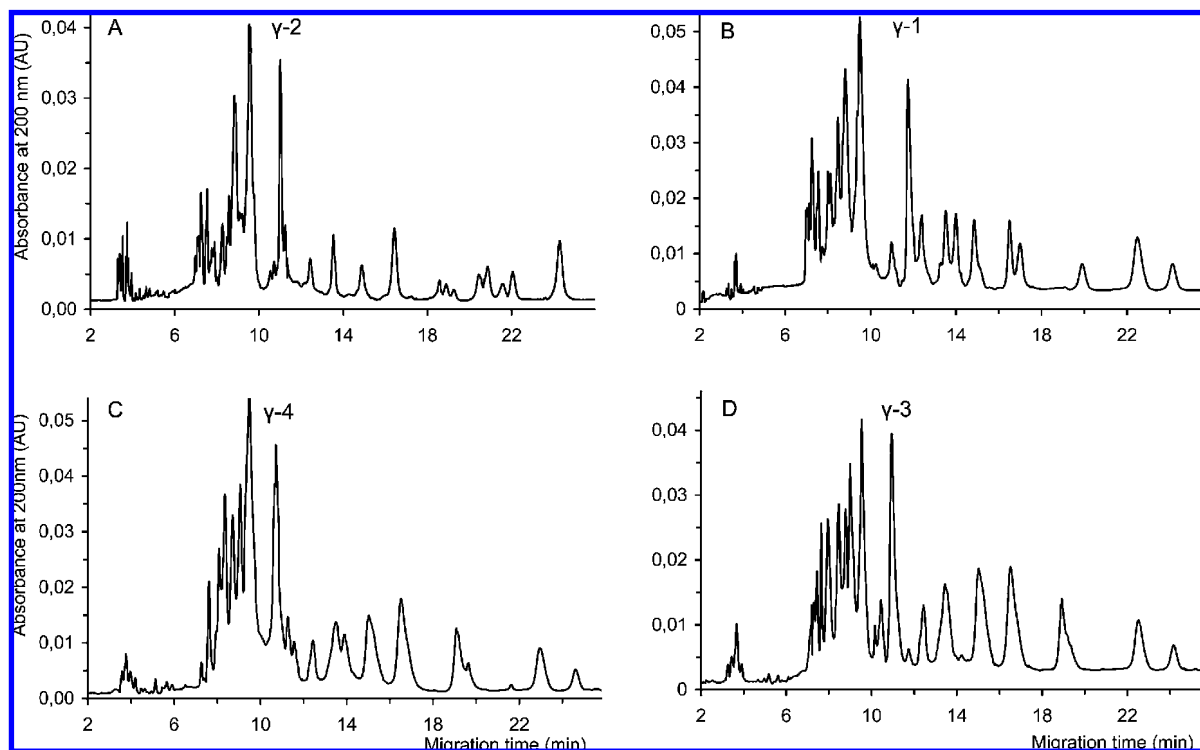 A
γ-2
Absorbance at 200 nm (AU)
0,04
0,03
0,02
0,01
0,00
2 6 10 14 18 22
B
γ-1
0,05
0,04
0,03
0,02
0,01
0
2 6 10 14 18 22
C
γ-4
Absorbance at 200nm (AU)
0,05
0,04
0,03
0,02
0,01
0,00
2 6 10 14 18 22
Migration time (min)
D
γ-3
0,04
0,03
0,02
0,01
0
2 6 10 14 18 22
Migration time (min)